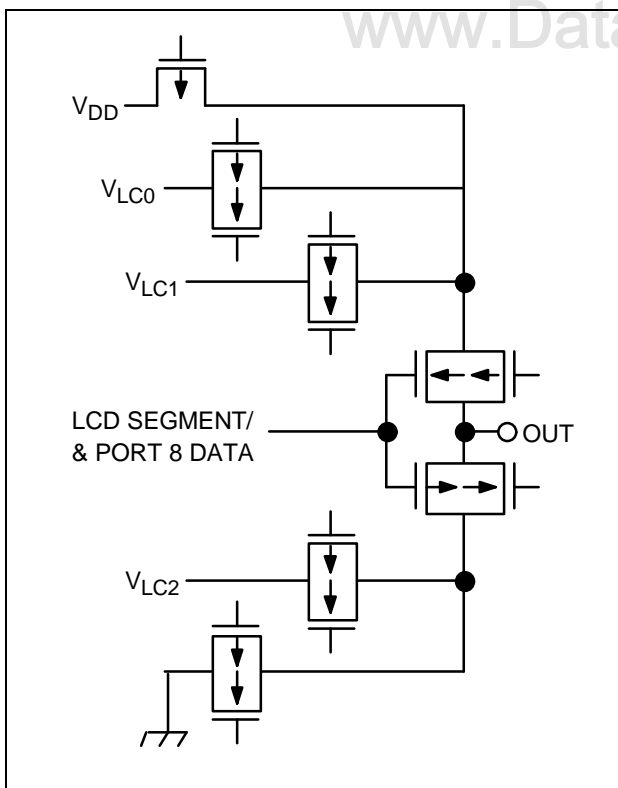 www.Data
VDD
VLC0
VLC1
LCD SEGMENT/
& PORT 8 DATA
OUT
VLC2